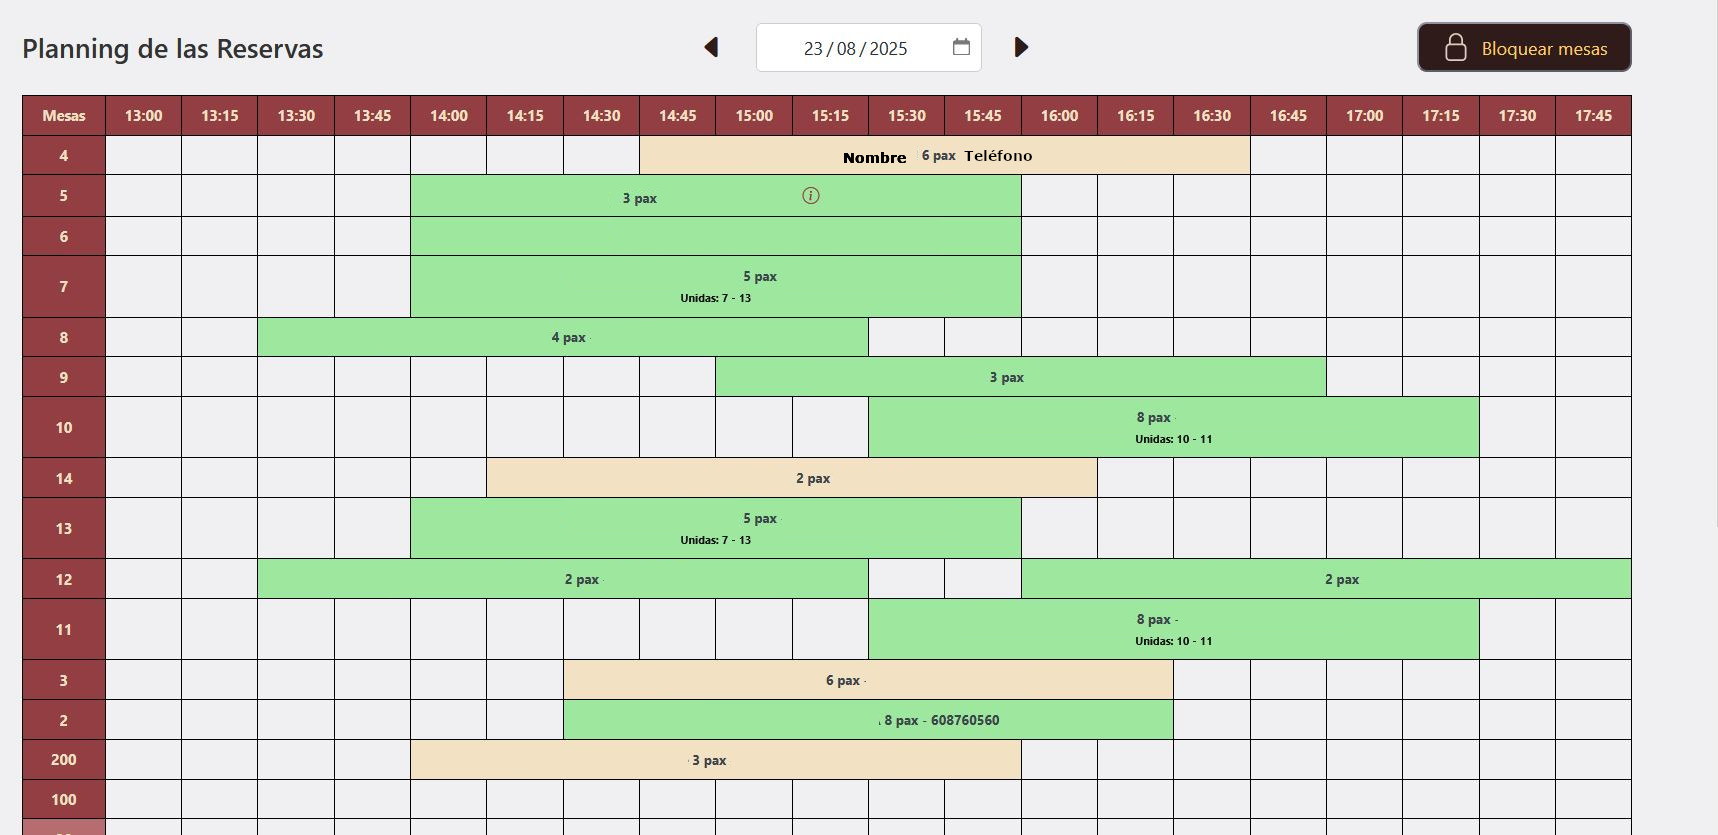 Planning de las Reservas
23/08/2025
Bloquear mesas
Mesas 13:00 13:15 13:30 13:45 14:00 14:15 14:30 14:45 15:00 15:15 15:30 15:45 16:00 16:15 16:30 16:45 17:00 17:15 17:30 17:45
4 Nombre 6 pax Teléfono
5 3 pax
6
7 5 pax
Unidas: 7 - 13
8 4 pax
9 3 pax
10 8 pax
Unidas: 10 - 11
14 2 pax
13 5 pax
Unidas: 7 - 13
12 2 pax 2 pax
11 8 pax -
Unidas: 10 - 11
3 6 pax
2 8 pax - 608760560
200 3 pax
100